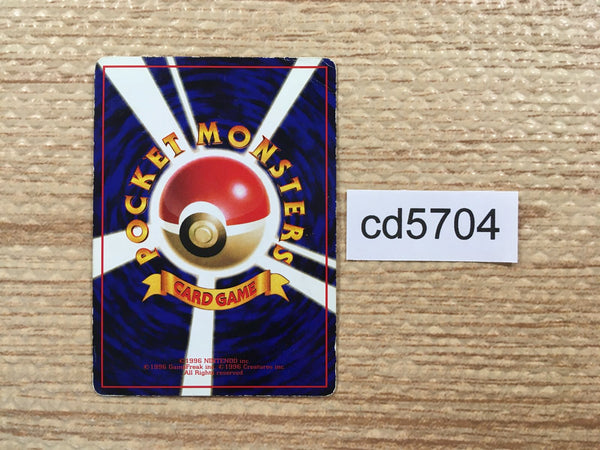 POCKET MONSTERS
CARD GAME
©1996 NINTENDO inc.
©1996 GameFreak inc. ©1996 Creatures inc.
All Rights reserved
cd5704